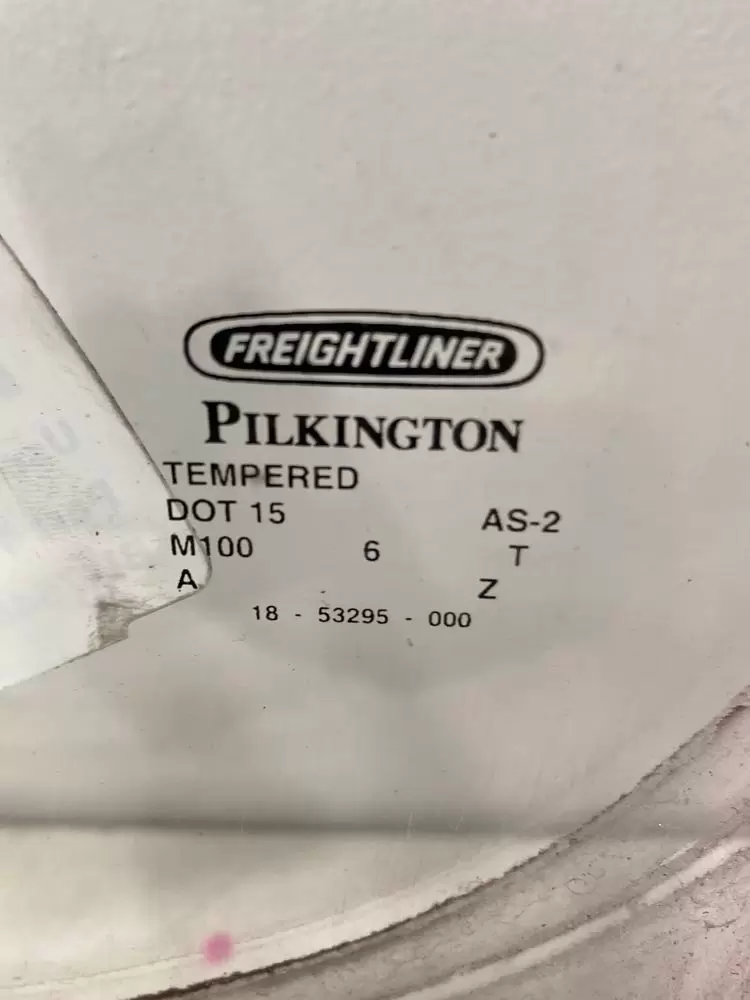 FREIGHTLINER
PILKINGTON
TEMPERED
DOT 15 AS-2
M100 6 T
A Z
18 - 53295 - 000